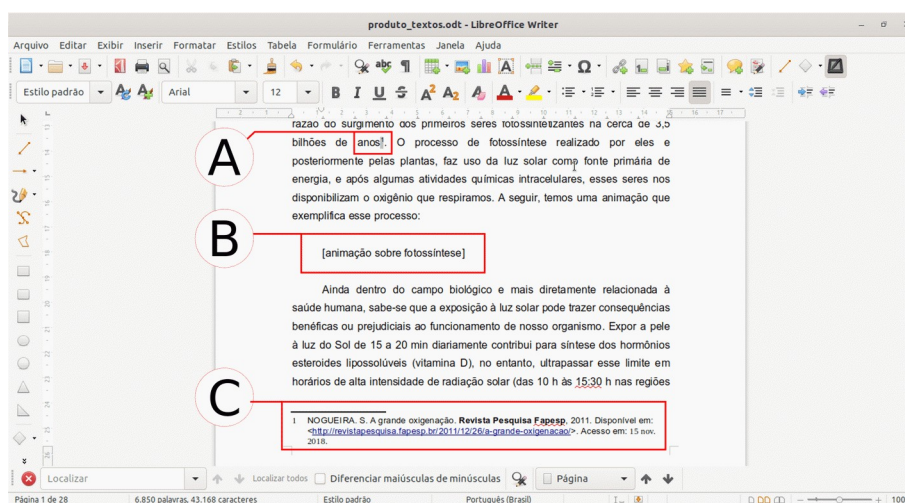 produto_textos.odt - LibreOffice Writer
Arquivo Editar Exibir Inserir Formatar Estilos Tabela Formulário Ferramentas Janela Ajuda
Estilo padrão Arial 12
razão do surgimento dos primeiros seres fotossintetizantes há cerca de 3,5
A
bilhões de anos¹. O processo de fotossíntese realizado por eles e
posteriormente pelas plantas, faz uso da luz solar como fonte primária de
energia, e após algumas atividades químicas intracelulares, esses seres nos
disponibilizam o oxigênio que respiramos. A seguir, temos uma animação que
exemplifica esse processo:
B
[animação sobre fotossíntese]
Ainda dentro do campo biológico e mais diretamente relacionada à
saúde humana, sabe-se que a exposição à luz solar pode trazer consequências
benéficas ou prejudiciais ao funcionamento de nosso organismo. Expor a pele
à luz do Sol de 15 a 20 min diariamente contribui para síntese dos hormônios
esteroides lipossolúveis (vitamina D), no entanto, ultrapassar esse limite em
horários de alta intensidade de radiação solar (das 10 h às 15:30 h nas regiões
C
1 NOGUEIRA. S. A grande oxigenação. Revista Pesquisa Fapesp, 2011. Disponível em:
<http://revistapesquisa.fapesp.br/2011/12/26/a-grande-oxigenacao/>. Acesso em: 15 nov.
2018.
Localizar Localizar todos Diferenciar maiúsculas de minúsculas Página
Página 1 de 28 6.850 palavras, 43.168 caracteres Estilo padrão Português (Brasil) 100